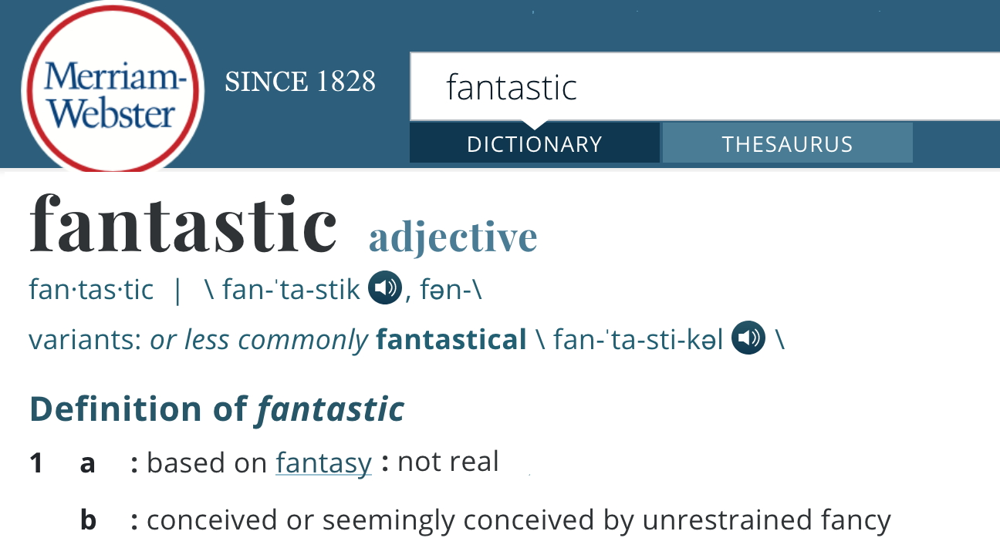 Merriam-
Webster
SINCE 1828
fantastic
DICTIONARY THESAURUS
fantastic adjective
fan·tas·tic | \ fan-ˈta-stik , fən-\
variants: or less commonly fantastical \ fan-ˈta-sti-kəl \
Definition of fantastic
1 a : based on fantasy : not real
b : conceived or seemingly conceived by unrestrained fancy